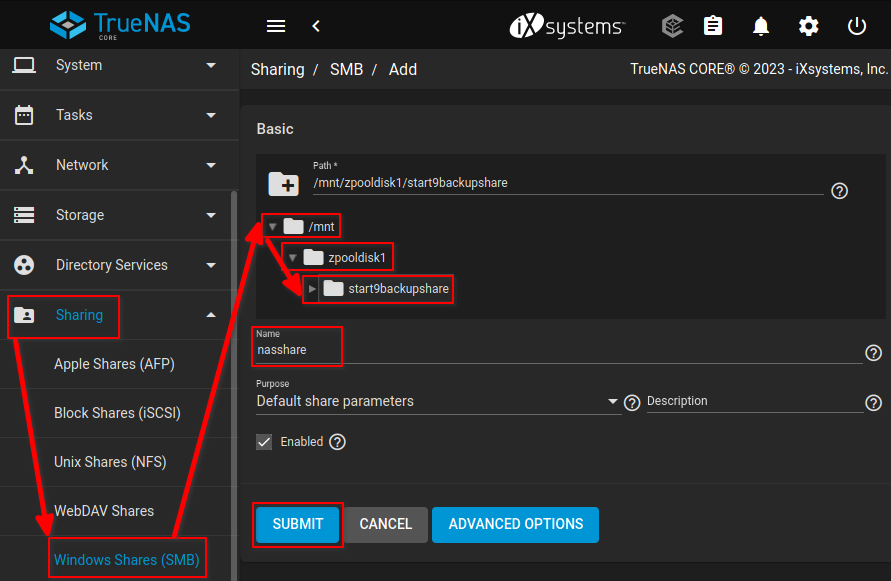 TrueNAS
CORE
iXsystems™
System
Sharing / SMB / Add
TrueNAS CORE® © 2023 - iXsystems, Inc.
Tasks
Network
Storage
Directory Services
Sharing
Apple Shares (AFP)
Block Shares (iSCSI)
Unix Shares (NFS)
WebDAV Shares
Windows Shares (SMB)
Basic
Path *
/mnt/zpooldisk1/start9backupshare
/mnt
zpooldisk1
start9backupshare
Name
nasshare
Purpose
Default share parameters
Description
Enabled
SUBMIT
CANCEL
ADVANCED OPTIONS